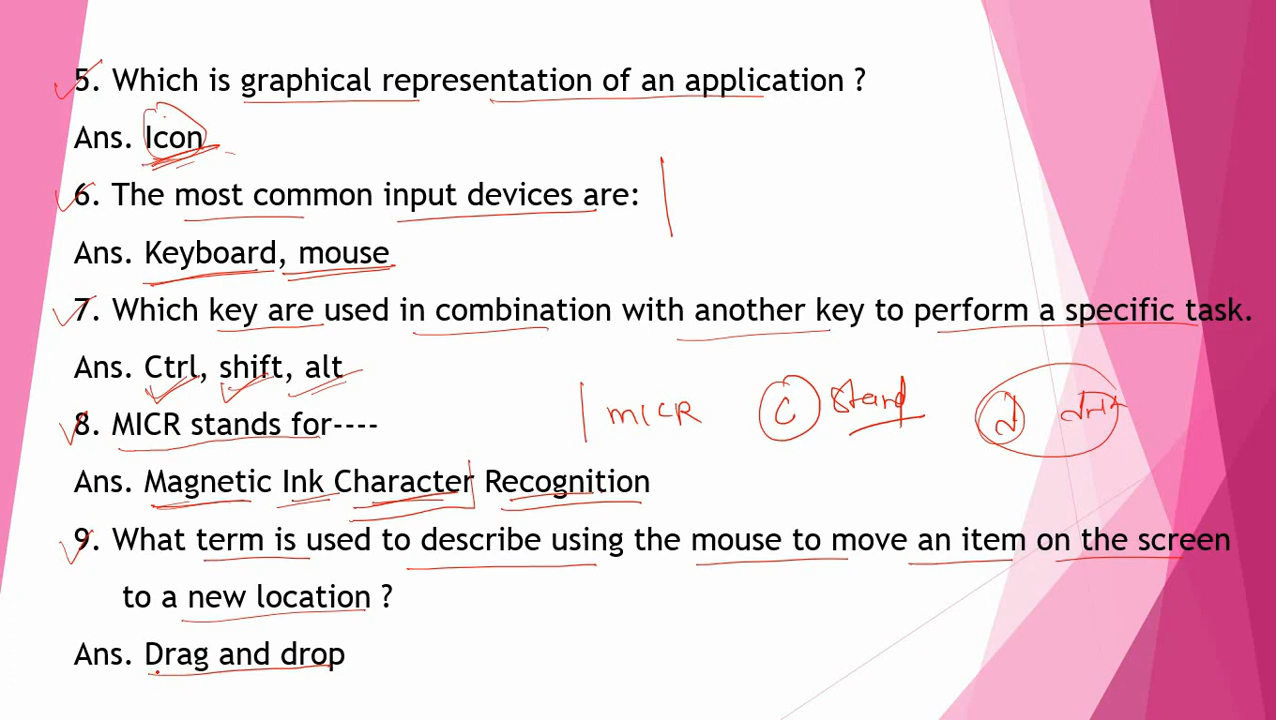 5. Which is graphical representation of an application ?
Ans. Icon
6. The most common input devices are:
Ans. Keyboard, mouse
7. Which key are used in combination with another key to perform a specific task.
Ans. Ctrl, shift, alt
MICR C Stand
8. MICR stands for----
Ans. Magnetic Ink Character Recognition
9. What term is used to describe using the mouse to move an item on the screen
to a new location ?
Ans. Drag and drop